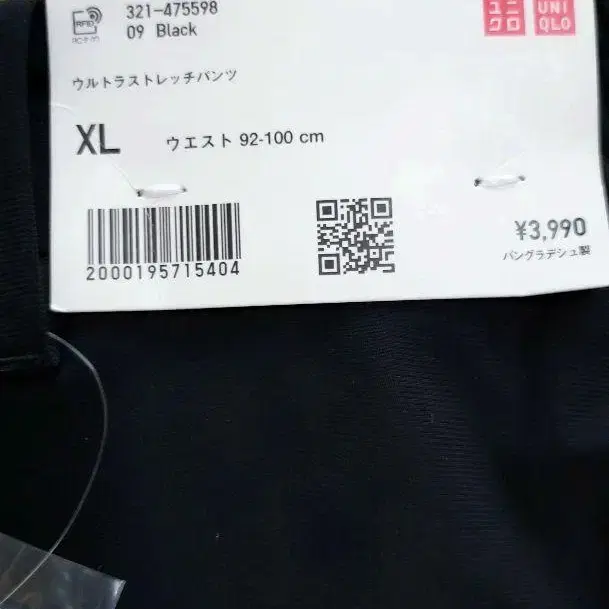 RFID
321-475598
09 Black
ユニ
クロ
UNI
QLO
ウルトラストレッチパンツ
XL ウエスト 92-100 cm
2000195715404
¥3,990
バングラデシュ製